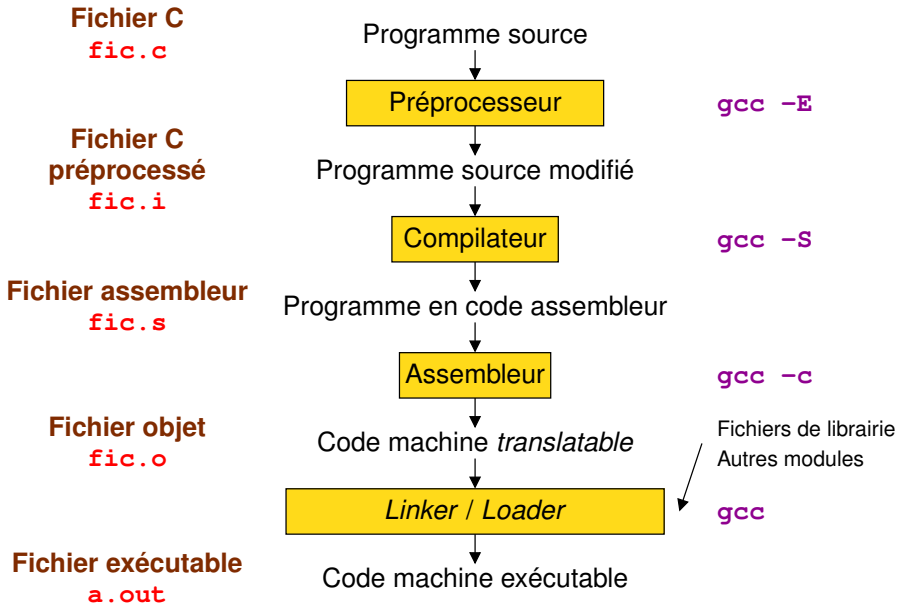 Fichier C
fic.c
Programme source
Préprocesseur
gcc −E
Fichier C
préprocessé
fic.i
Programme source modifié
Compilateur
gcc −S
Fichier assembleur
fic.s
Programme en code assembleur
Assembleur
gcc −c
Fichier objet
fic.o
Code machine translatable
Fichiers de librairie
Autres modules
Linker / Loader
gcc
Fichier exécutable
a.out
Code machine exécutable